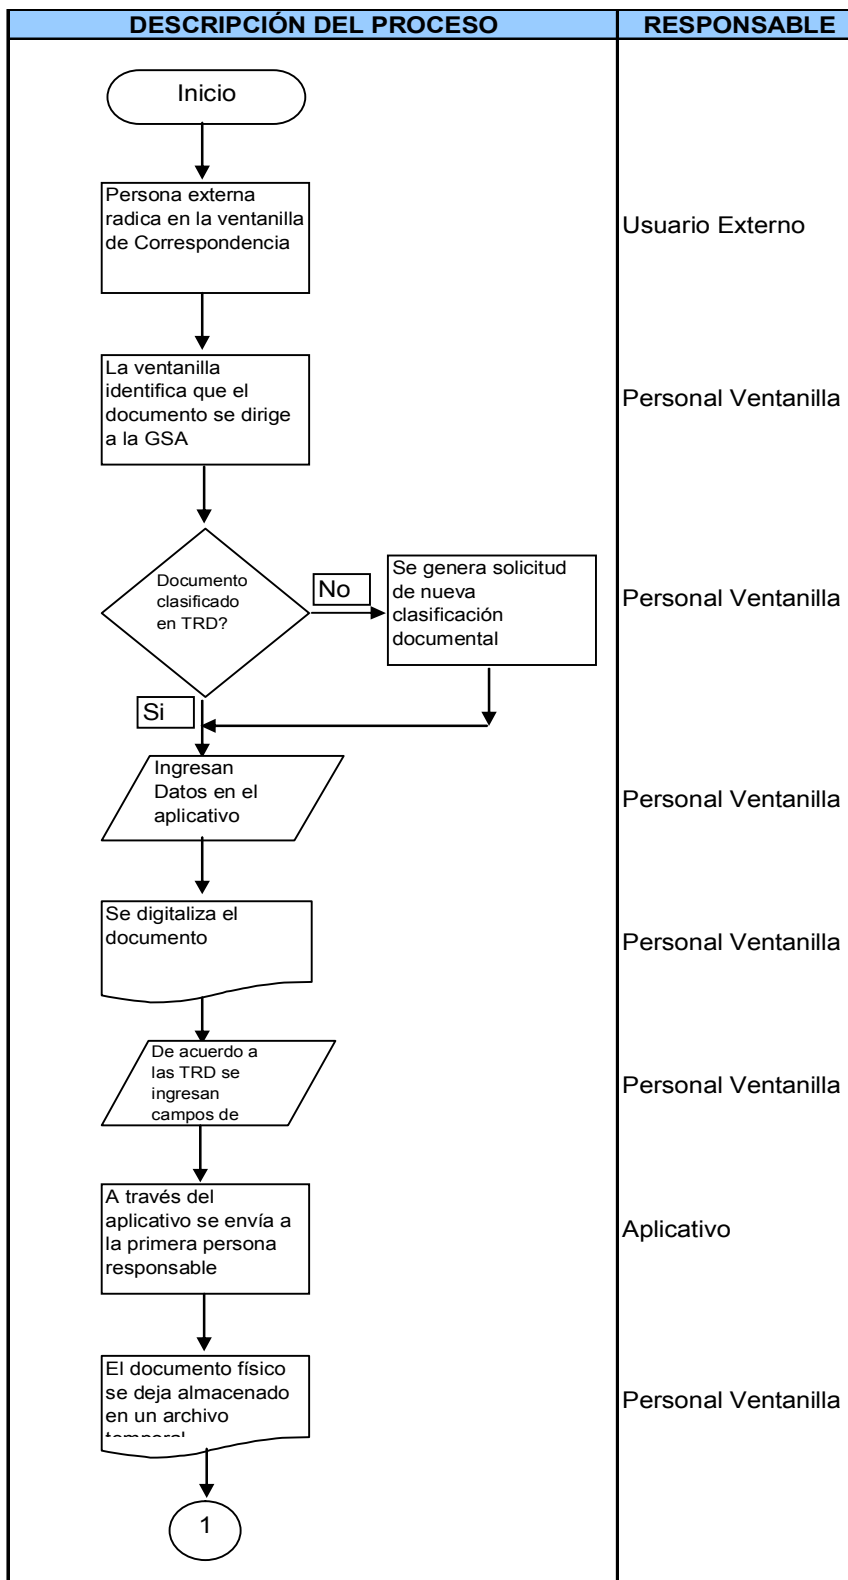 DESCRIPCIÓN DEL PROCESO
RESPONSABLE
Inicio
Persona externa
radica en la ventanilla
de Correspondencia
Usuario Externo
La ventanilla
identifica que el
documento se dirige
a la GSA
Personal Ventanilla
Documento
clasificado
en TRD?
No
Se genera solicitud
de nueva
clasificación
documental
Personal Ventanilla
Si
Ingresan
Datos en el
aplicativo
Personal Ventanilla
Se digitaliza el
documento
Personal Ventanilla
De acuerdo a
las TRD se
ingresan
campos de
Personal Ventanilla
A través del
aplicativo se envía a
la primera persona
responsable
Aplicativo
El documento físico
se deja almacenado
en un archivo
temporal
Personal Ventanilla
1